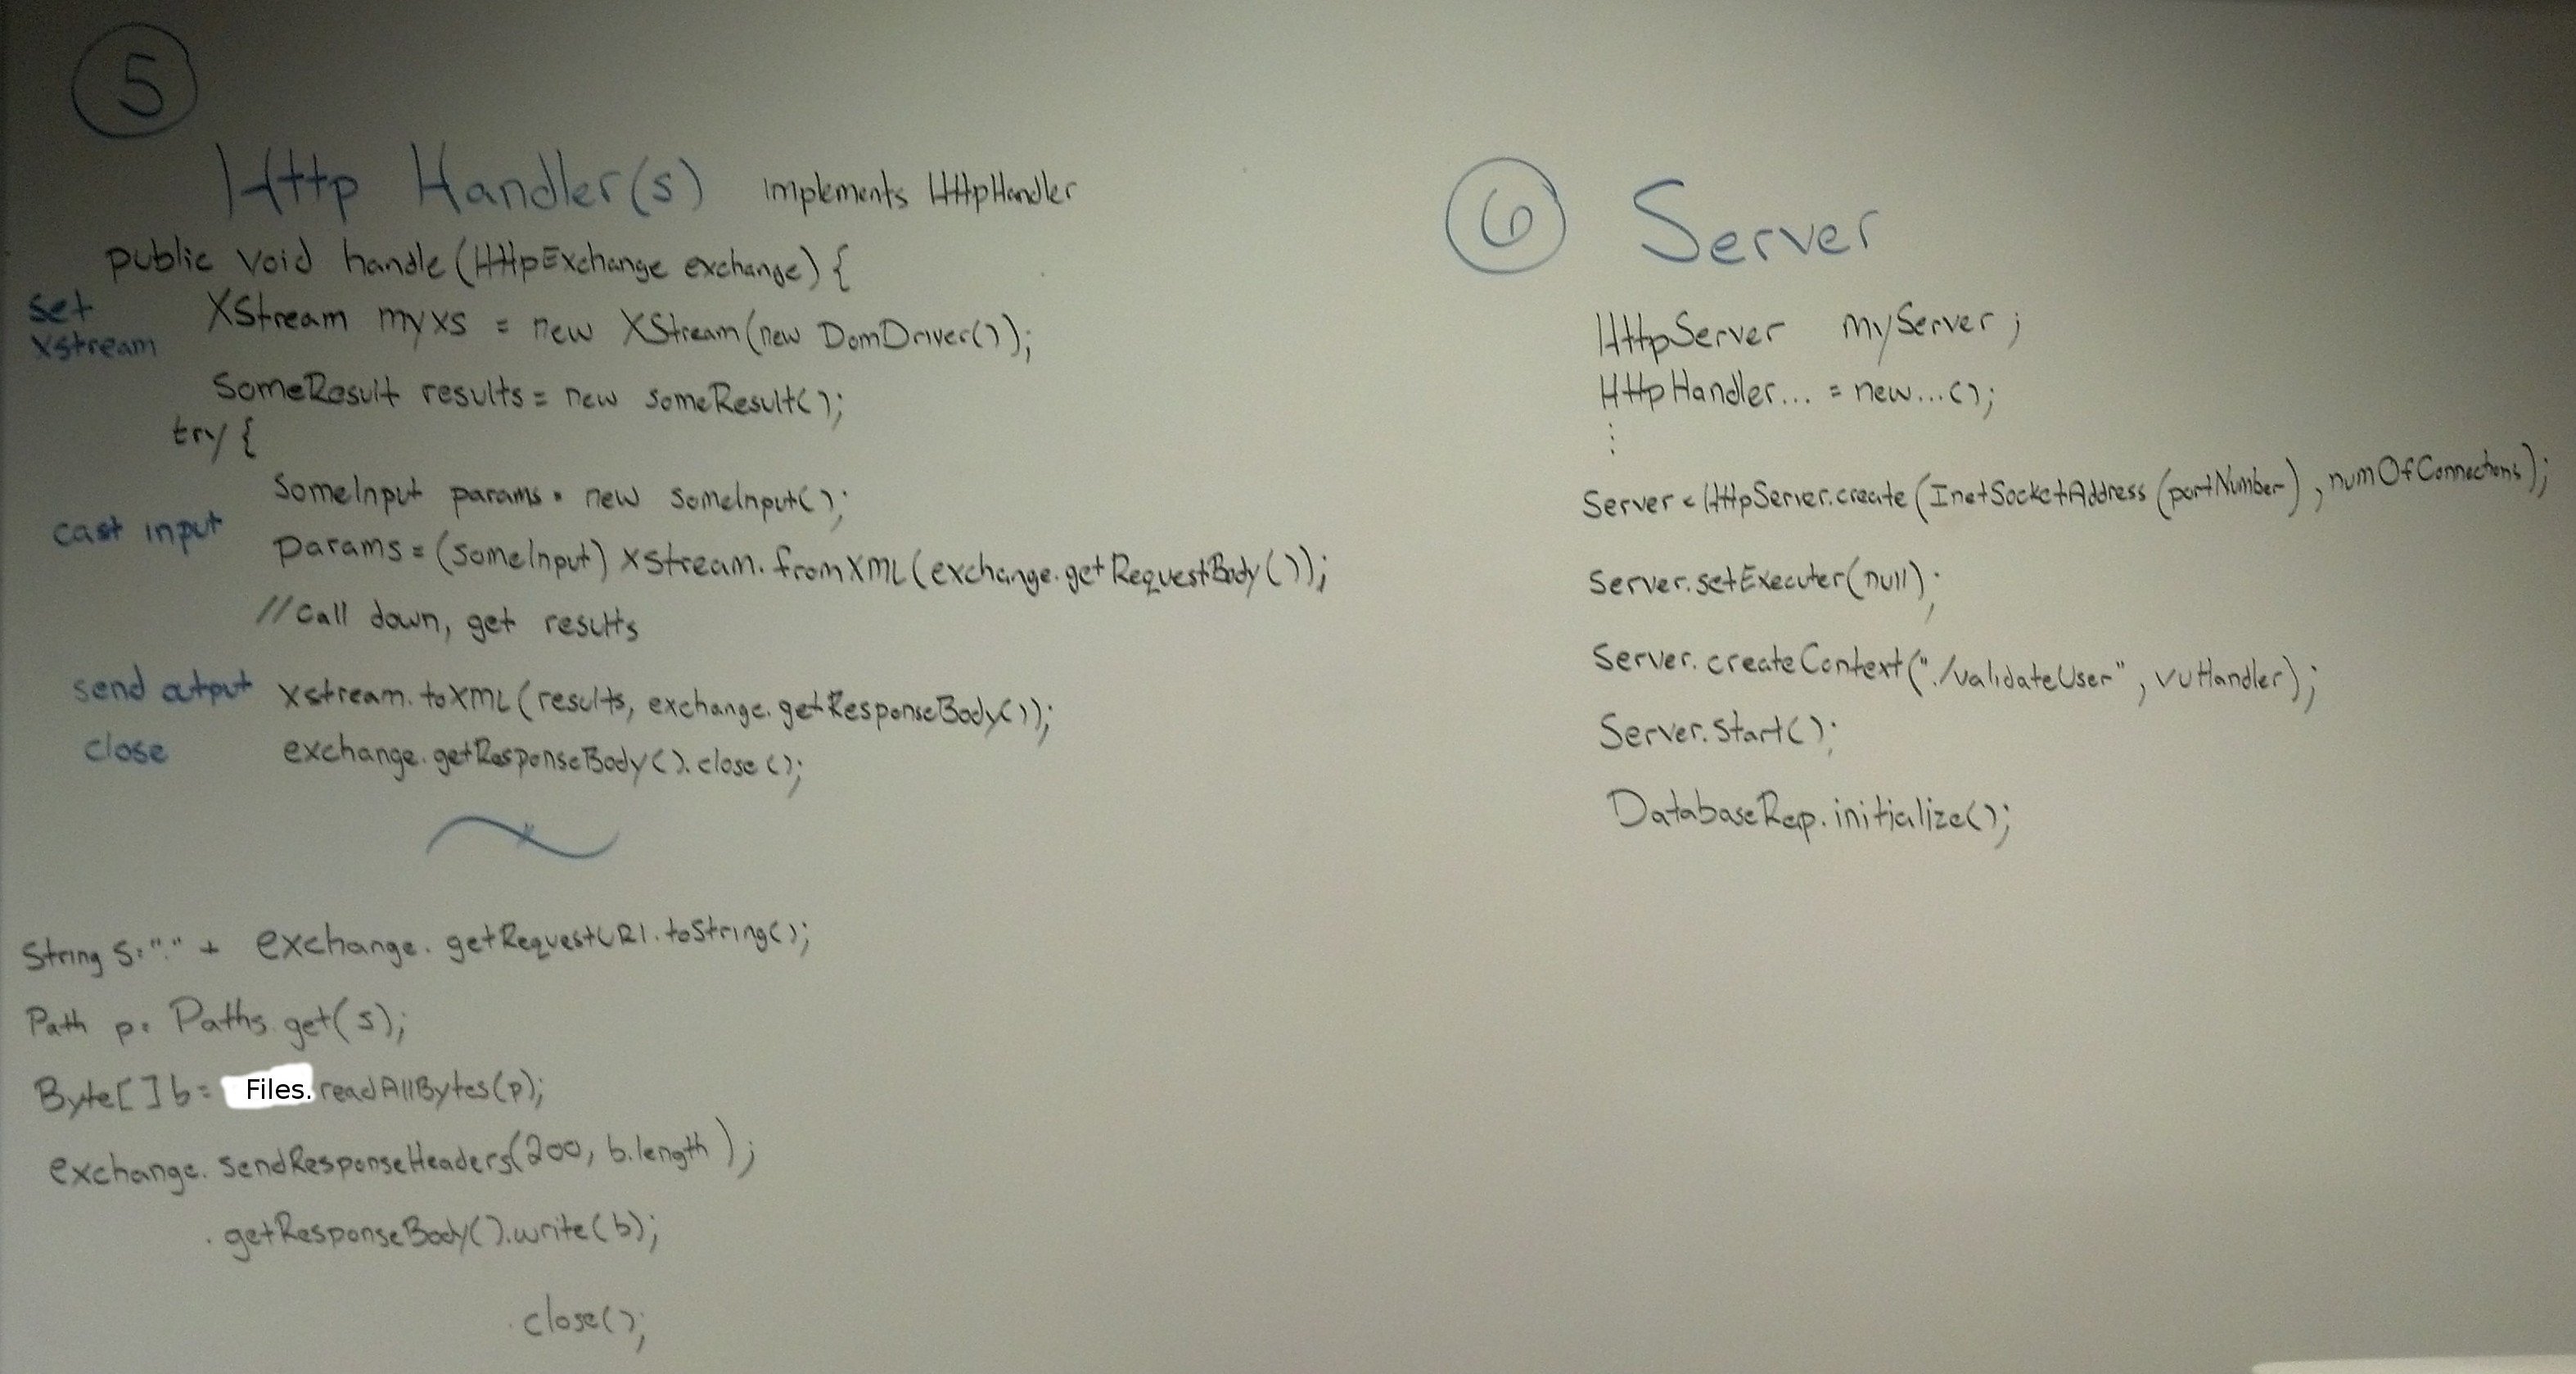 5
Http Handler(s) implements HttpHandler
public void handle(HttpExchange exchange) {
set
xstream
XStream myxs = new XStream(new DomDriver());
SomeResult results = new someResult();
try {
SomeInput params = new someInput();
cast input
params = (someInput) xstream.fromXML(exchange.getRequestBody());
//call down, get results
send output xstream.toXML(results, exchange.getResponseBody());
close exchange.getResponseBody().close();
String s = "." + exchange.getRequestURI.toString();
Path p = Paths.get(s);
Byte[] b = Files.readAllBytes(p);
exchange.sendResponseHeaders(200, b.length);
.getResponseBody().write(b);
.close();
6 Server
HttpServer myServer;
HttpHandler... = new...();
⋮
Server = HttpServer.create(InetSocketAddress(portNumber), numOfConnections);
Server.setExecuter(null);
Server.createContext("./validateUser", vuHandler);
Server.start();
DatabaseRep.initialize();